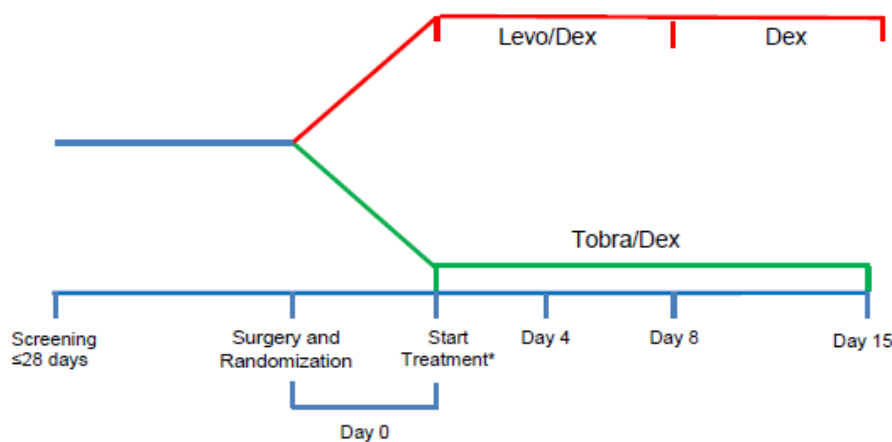 Levo/Dex
Dex
Tobra/Dex
Screening
≤28 days
Surgery and
Randomization
Start
Treatment*
Day 4
Day 8
Day 15
Day 0